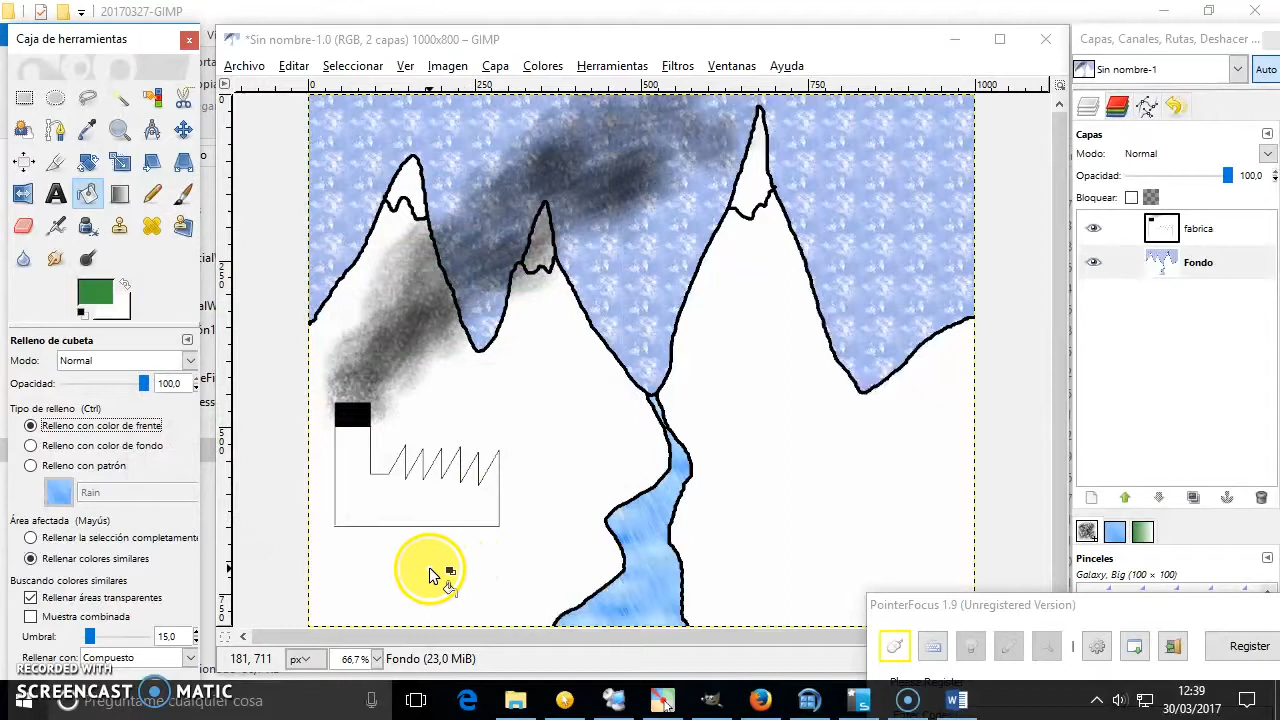 20170327-GIMP
Caja de herramientas
*Sin nombre-1.0 (RGB, 2 capas) 1000x800 – GIMP
Capas, Canales, Rutas, Deshacer ...
Archivo Editar Seleccionar Ver Imagen Capa Colores Herramientas Filtros Ventanas Ayuda
Sin nombre-1 Auto
0 250 500 750 1000
Capas
Modo: Normal
Opacidad: 100,0
Bloquear:
fabrica
Fondo
Relleno de cubeta
Modo: Normal
Opacidad: 100,0
Tipo de relleno (Ctrl)
Relleno con color de frente
Relleno con color de fondo
Relleno con patrón
Rain
Área afectada (Mayús)
Rellenar la selección completamente
Rellenar colores similares
Buscando colores similares
Rellenar áreas transparentes
Muestra combinada
Umbral: 15,0
Rellenar con: Compuesto
Pinceles
Galaxy, Big (100 × 100)
PointerFocus 1.9 (Unregistered Version)
Register
181, 711 px 66,7% Fondo (23,0 MiB)
RECORDED WITH
SCREENCAST MATIC
Pregúntame cualquier cosa
12:39
30/03/2017